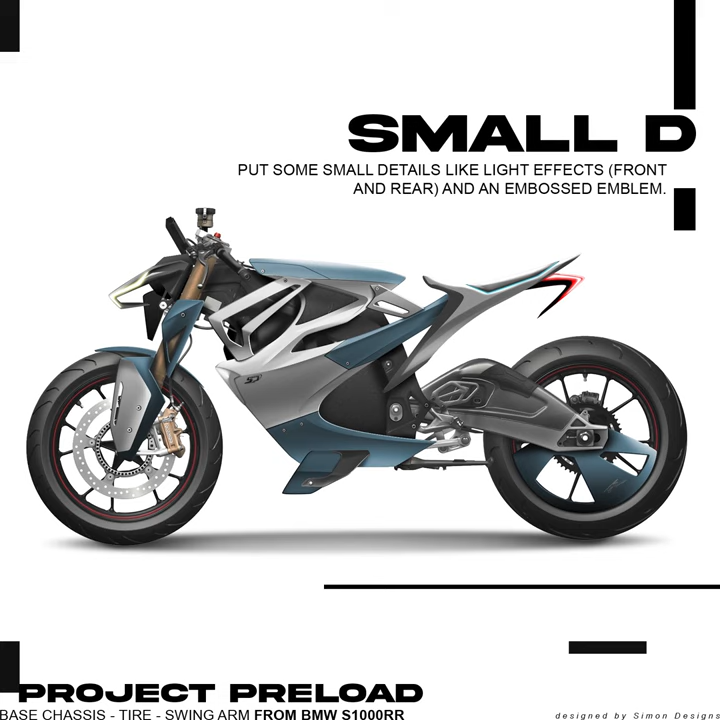 SMALL D
PUT SOME SMALL DETAILS LIKE LIGHT EFFECTS (FRONT
AND REAR) AND AN EMBOSSED EMBLEM.
SD
PROJECT PRELOAD
BASE CHASSIS - TIRE - SWING ARM FROM BMW S1000RR
designed by Simon Designs